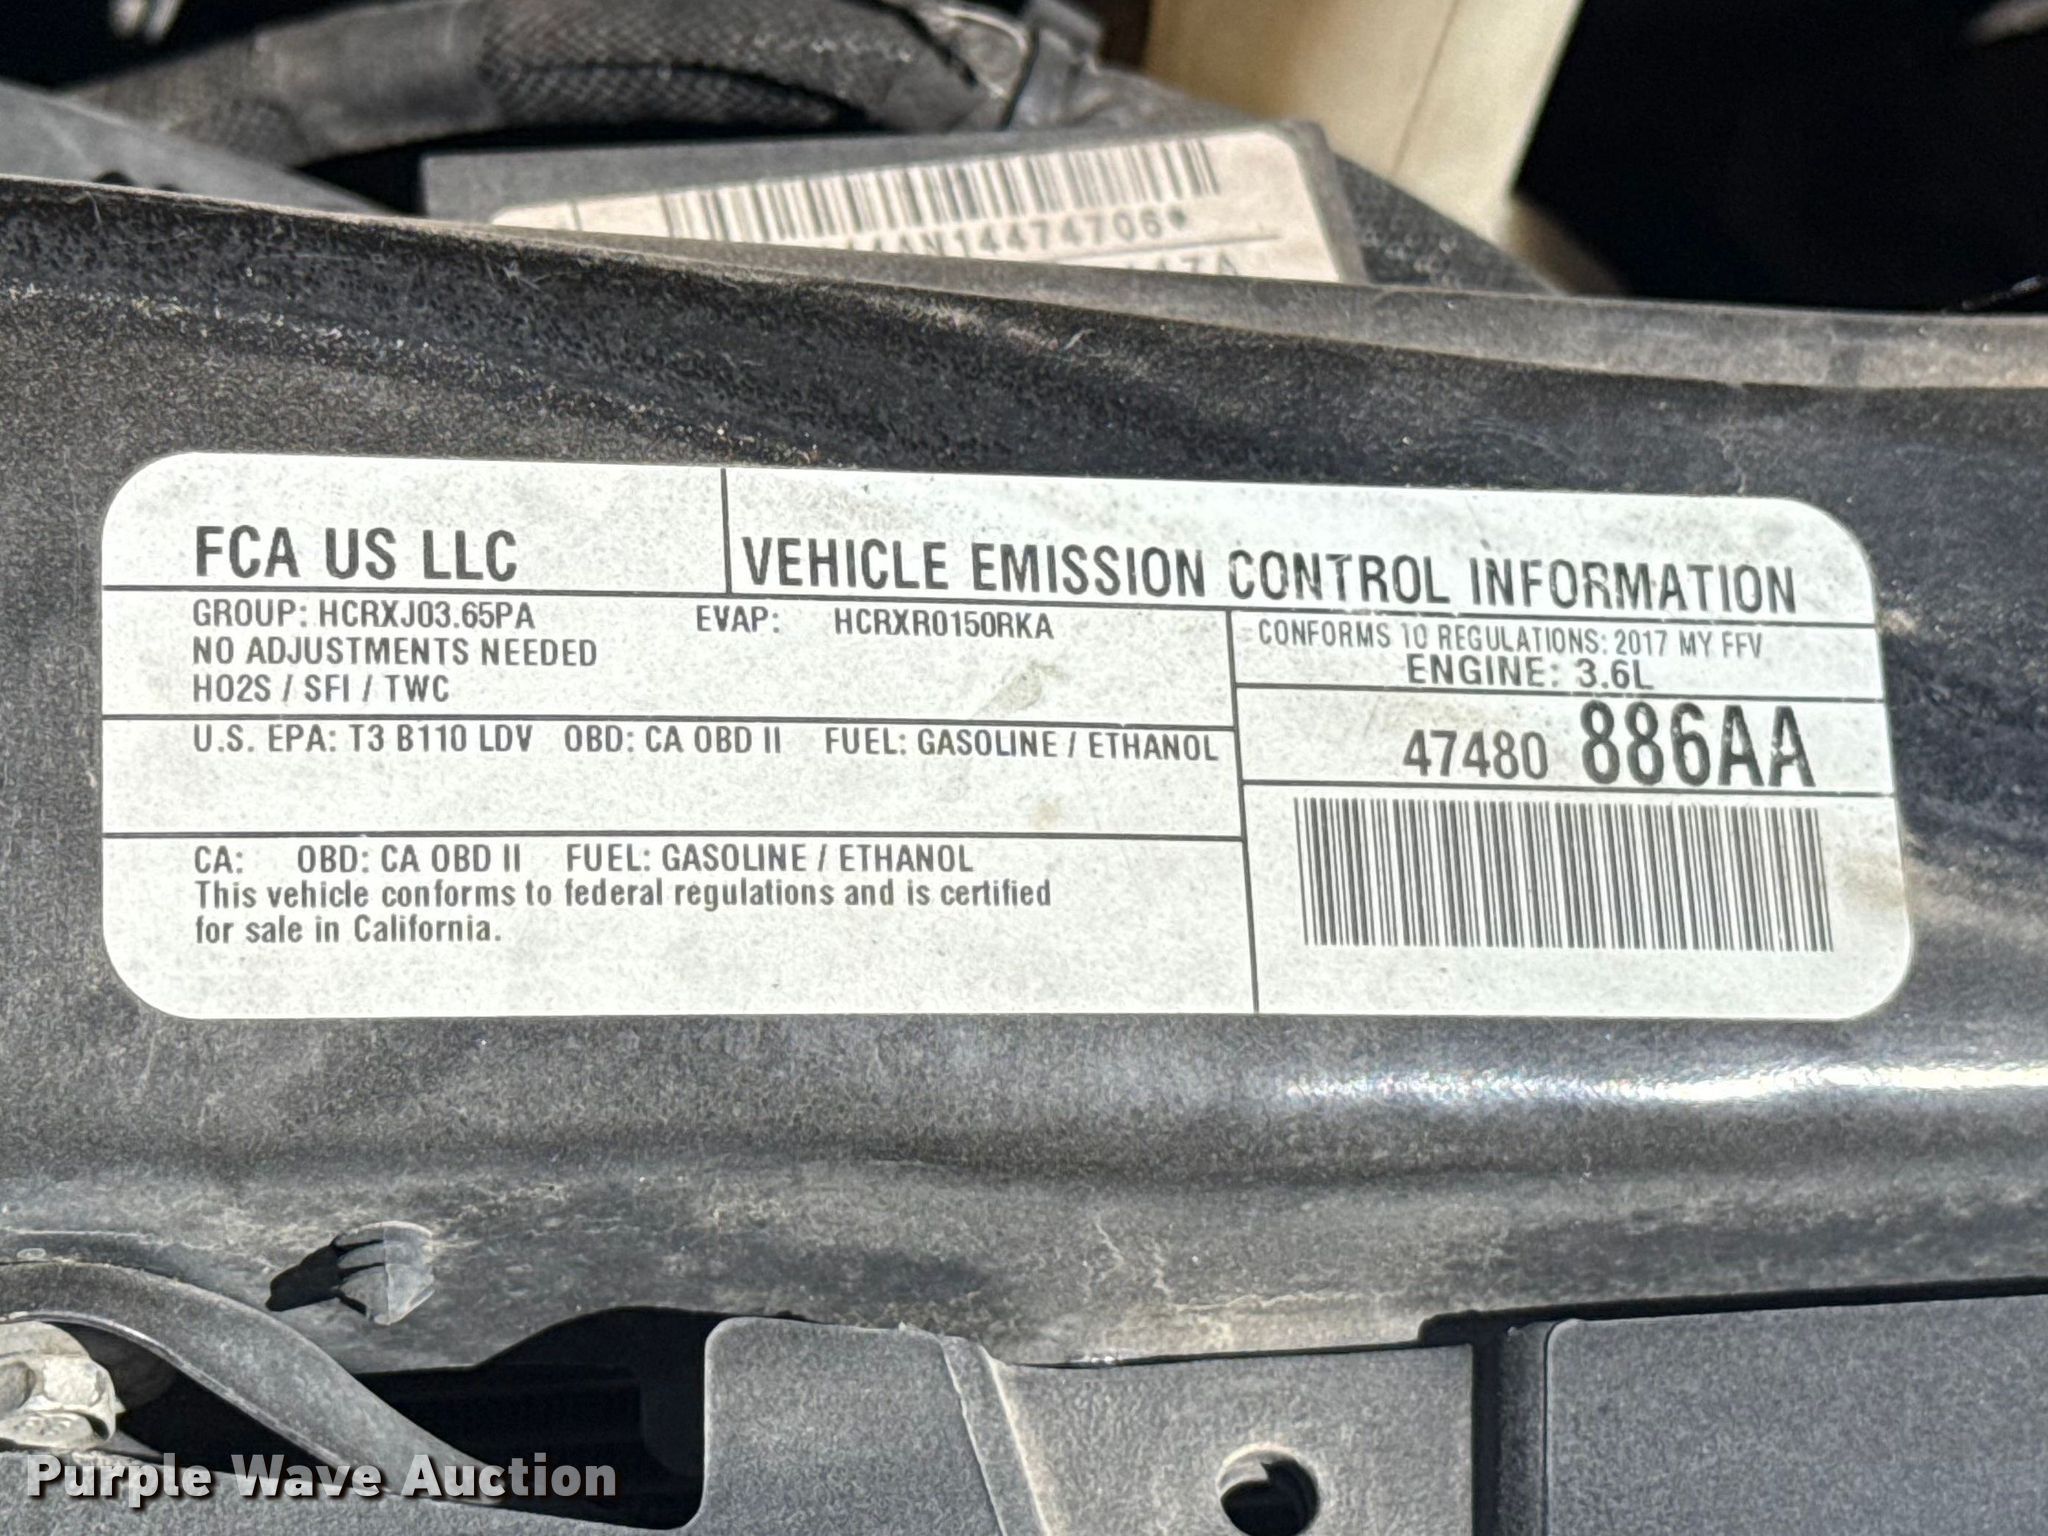 14474706*
FCA US LLC
VEHICLE EMISSION CONTROL INFORMATION
GROUP: HCRXJ03.65PA EVAP: HCRXR0150RKA
NO ADJUSTMENTS NEEDED
HO2S / SFI / TWC
CONFORMS TO REGULATIONS: 2017 MY FFV
ENGINE: 3.6L
47480 886AA
U.S. EPA: T3 B110 LDV OBD: CA OBD II FUEL: GASOLINE / ETHANOL
CA: OBD: CA OBD II FUEL: GASOLINE / ETHANOL
This vehicle conforms to federal regulations and is certified
for sale in California.
Purple Wave Auction